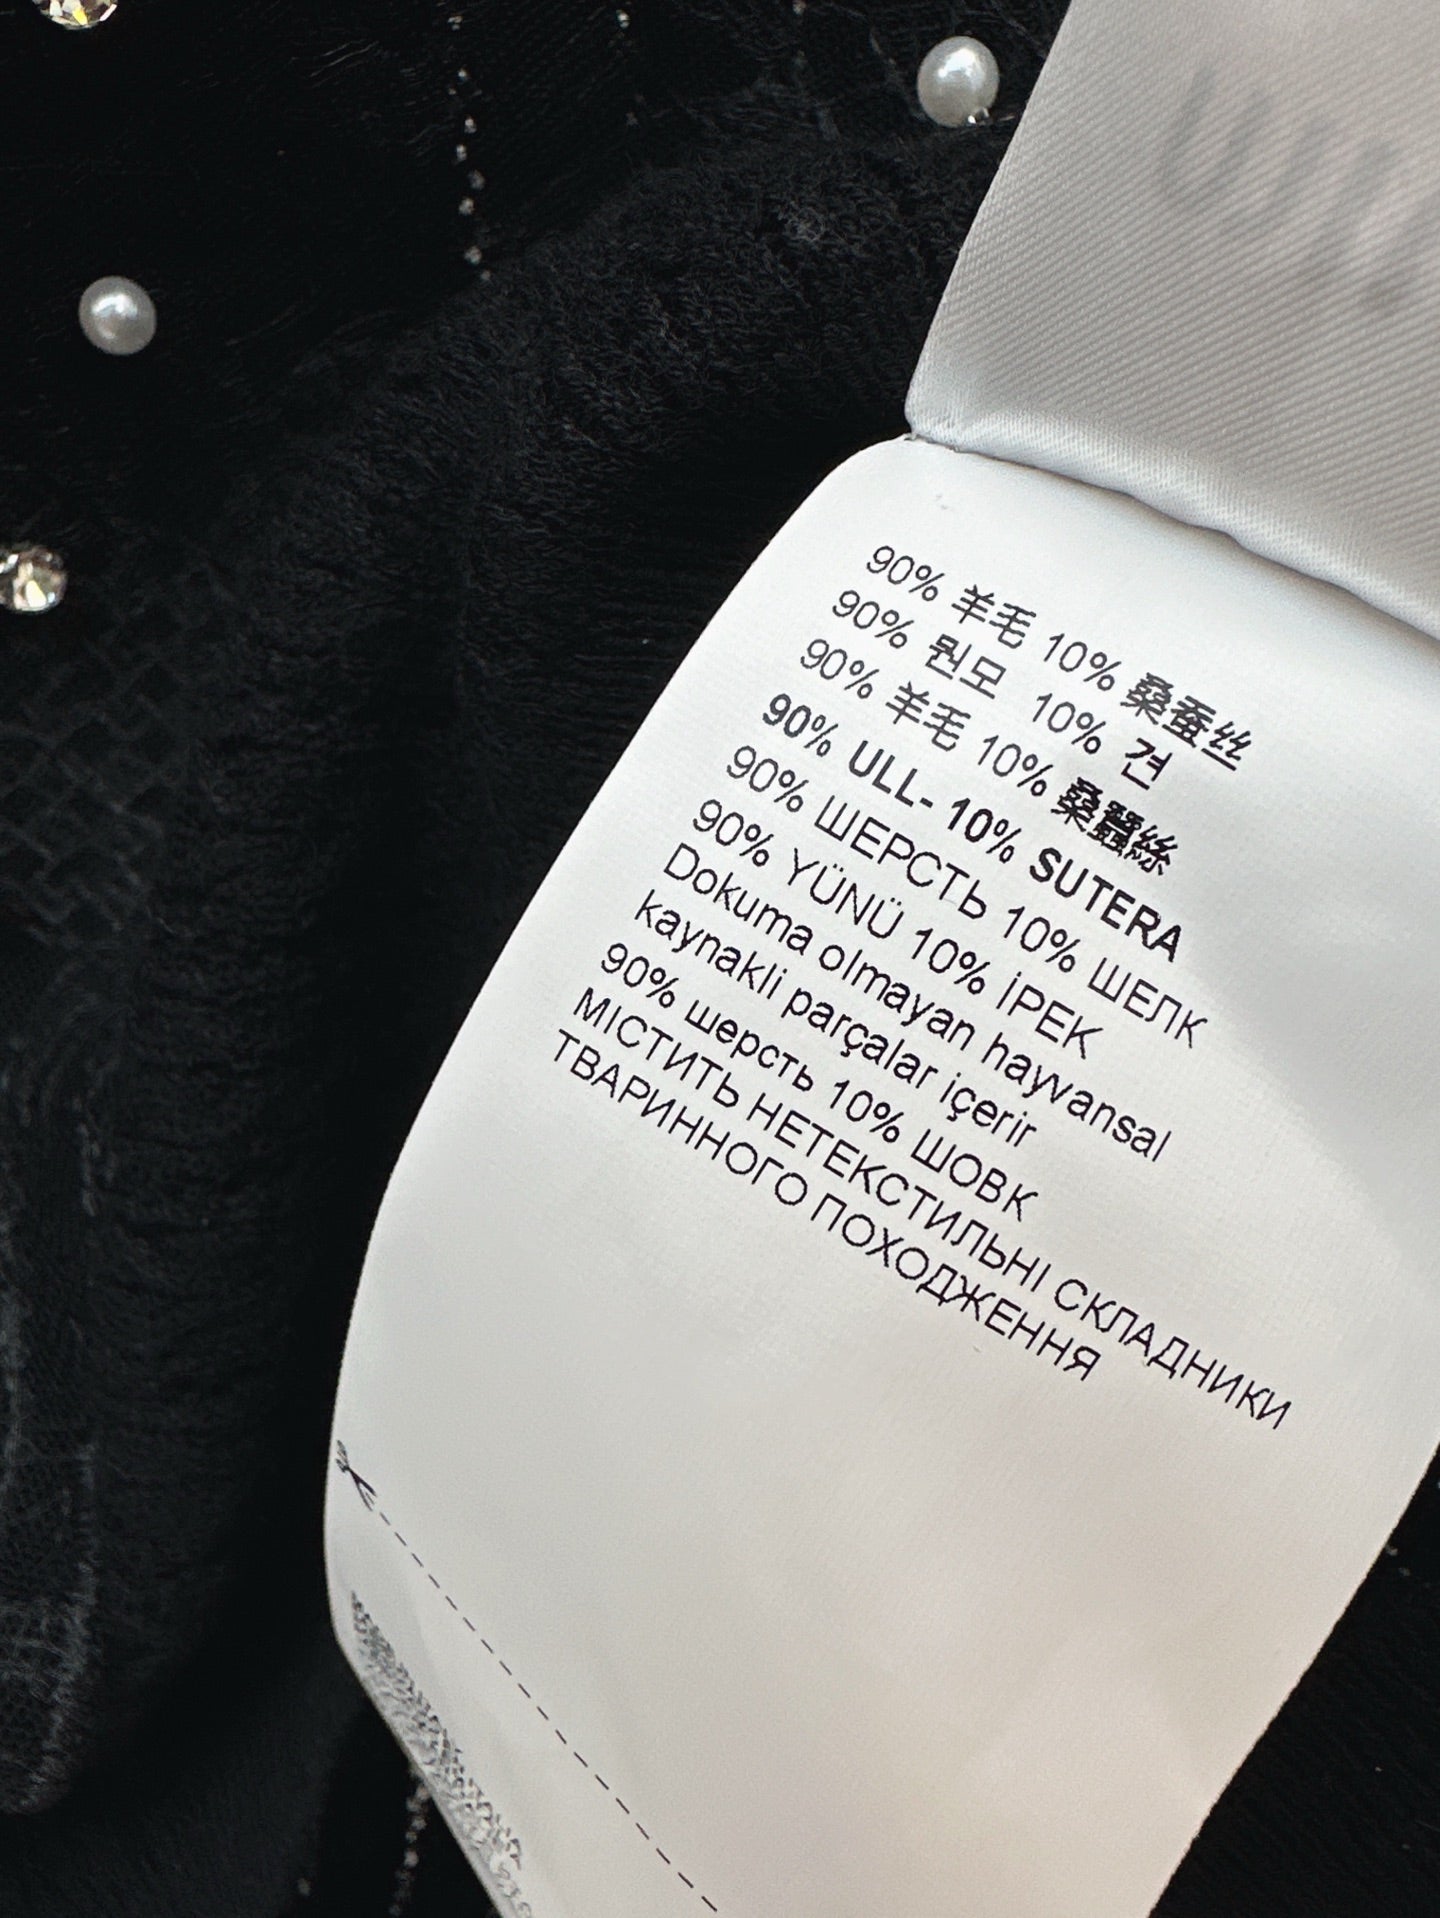 90% 羊毛 10% 桑蚕丝
90% 뭔모 10% 견
90% 羊毛 10% 桑蠶絲
90% ULL- 10% SUTERA
90% ШЕРСТЬ 10% ШЕЛК
90% YÜNÜ 10% İPEK
Dokuma olmayan hayvansal
kaynakli parçalar içerir
90% шерсть 10% ШОВК
МІСТИТЬ НЕТЕКСТИЛЬНІ СКЛАДНИКИ
ТВАРИННОГО ПОХОДЖЕННЯ